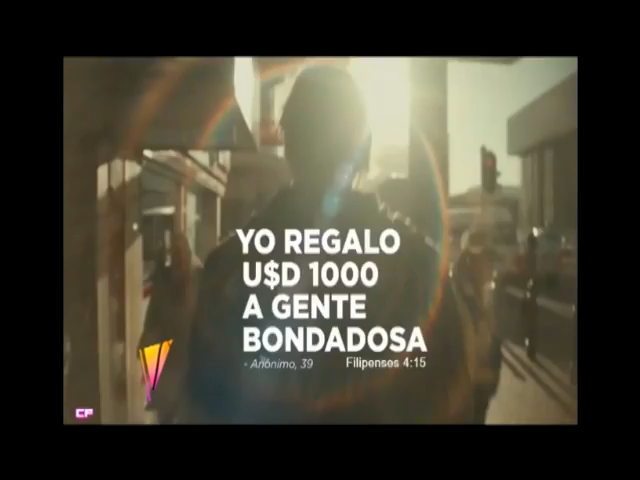 YO REGALO
U$D 1000
A GENTE
BONDADOSA
- Anónimo, 39 Filipenses 4:15
CF